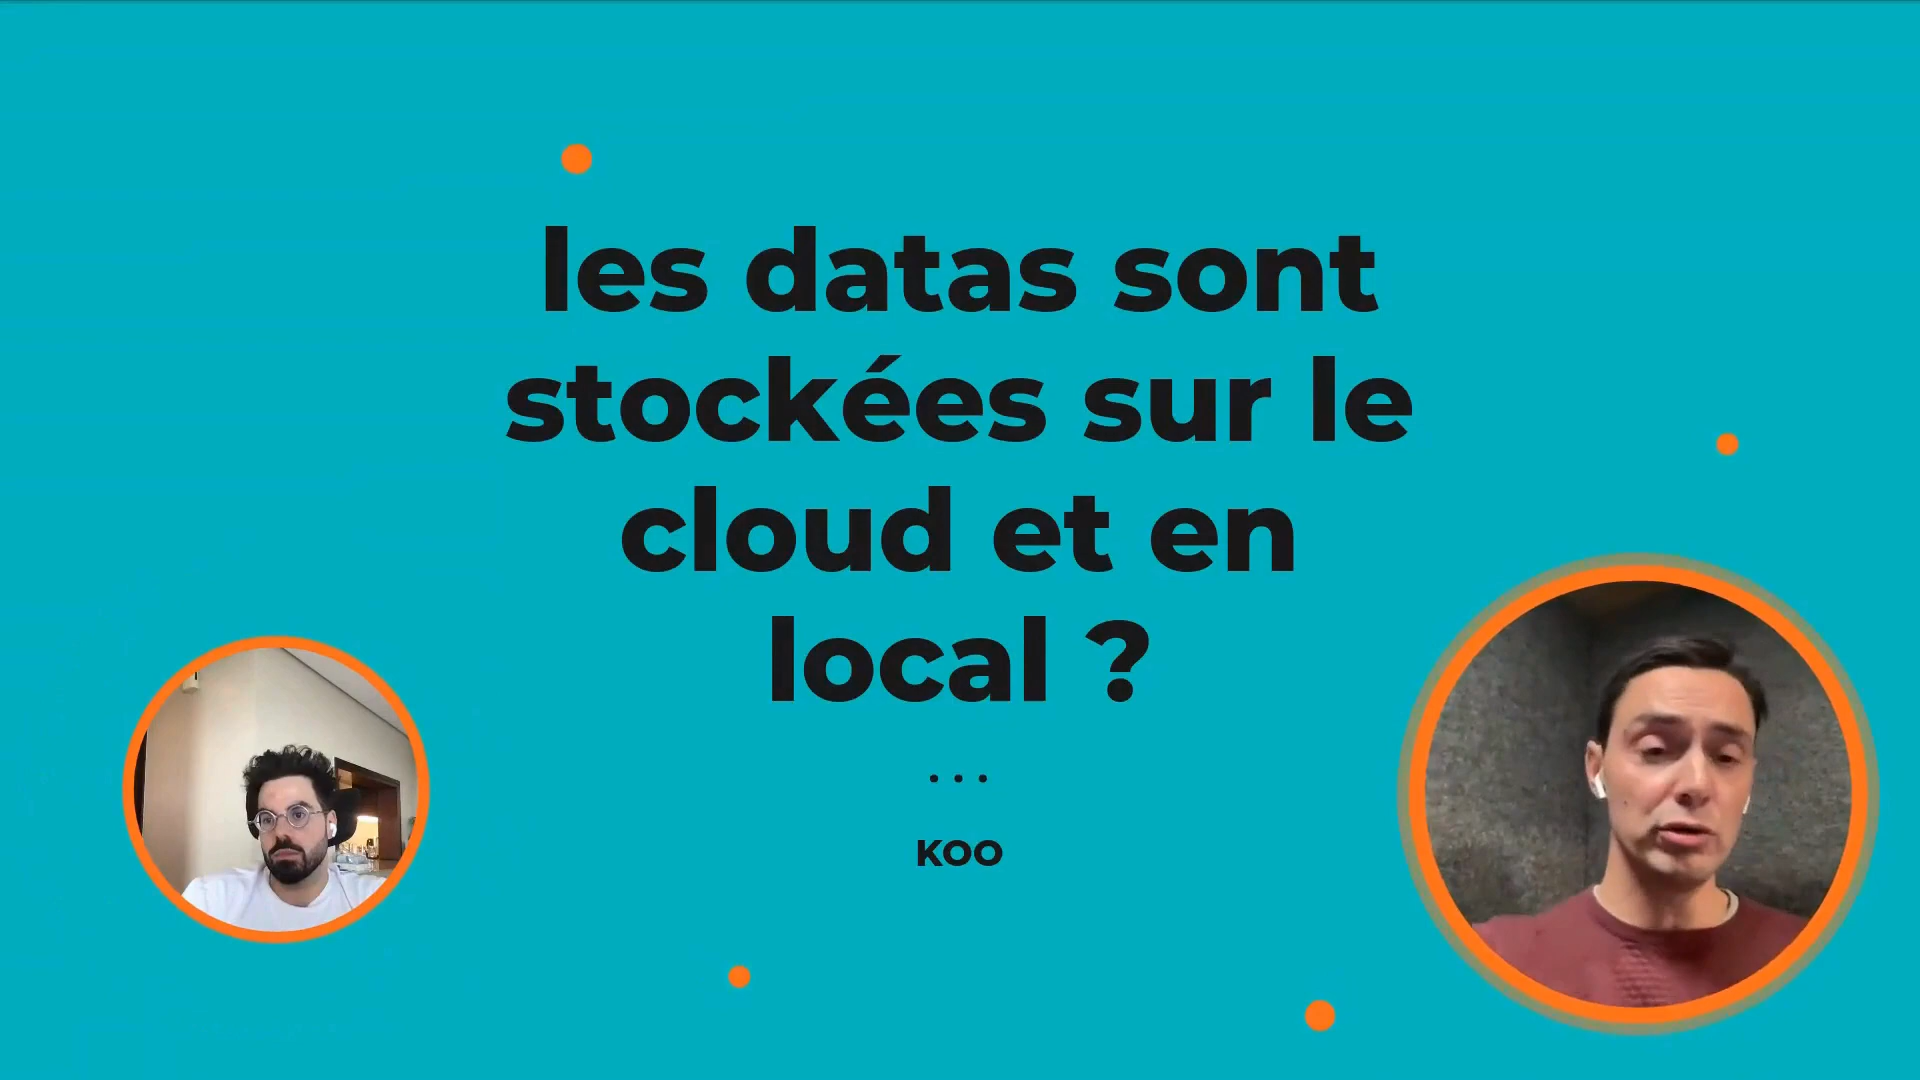 les datas sont
stockées sur le
cloud et en
local ?
...
KOO